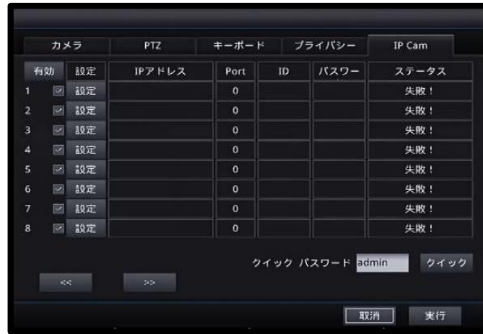 カメラ PTZ キーボード プライバシー IP Cam
有効 設定 IPアドレス Port ID パスワー ステータス
1 設定 0 失敗！
2 設定 0 失敗！
3 設定 0 失敗！
4 設定 0 失敗！
5 設定 0 失敗！
6 設定 0 失敗！
7 設定 0 失敗！
8 設定 0 失敗！
クイック パスワード admin クイック
<< >>
取消 実行